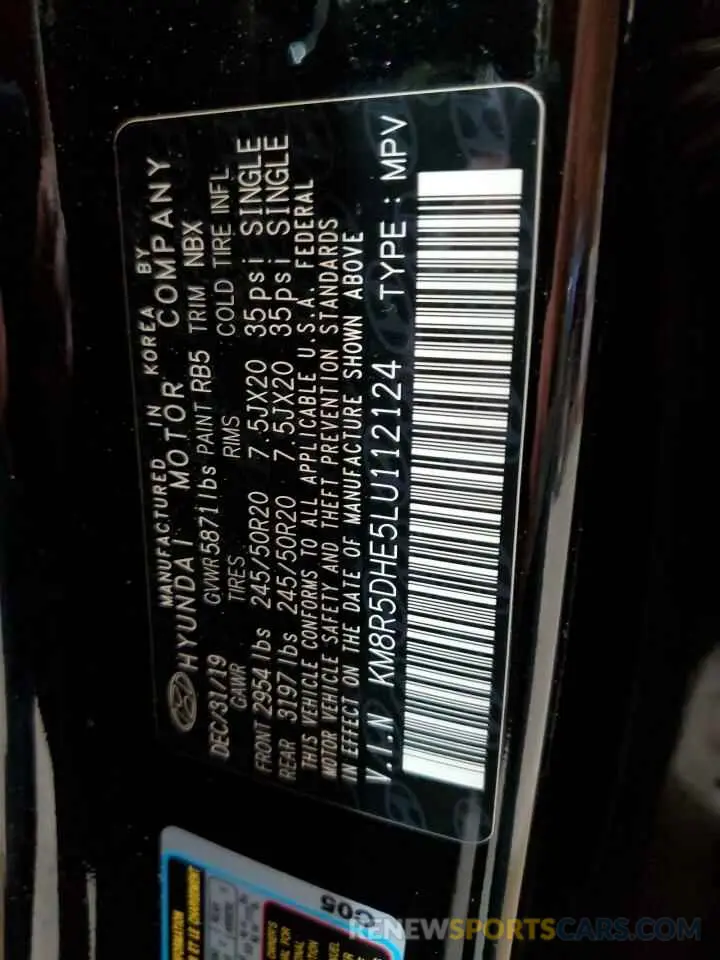 MANUFACTURED IN KOREA BY
HYUNDAI MOTOR COMPANY
DEC/31/19 GVWR 5871lbs PAINT RB5 TRIM NBX
GAWR TIRES RIMS COLD TIRE INFL.
FRONT 2954lbs 245/50R20 7.5JX20 35psi SINGLE
REAR 3197lbs 245/50R20 7.5JX20 35psi SINGLE
THIS VEHICLE CONFORMS TO ALL APPLICABLE U.S.A. FEDERAL
MOTOR VEHICLE SAFETY AND THEFT PREVENTION STANDARDS
IN EFFECT ON THE DATE OF MANUFACTURE SHOWN ABOVE
V.I.N KM8R5DHE5LU112124 TYPE : MPV
G05
RENEWSPORTSCARS.COM